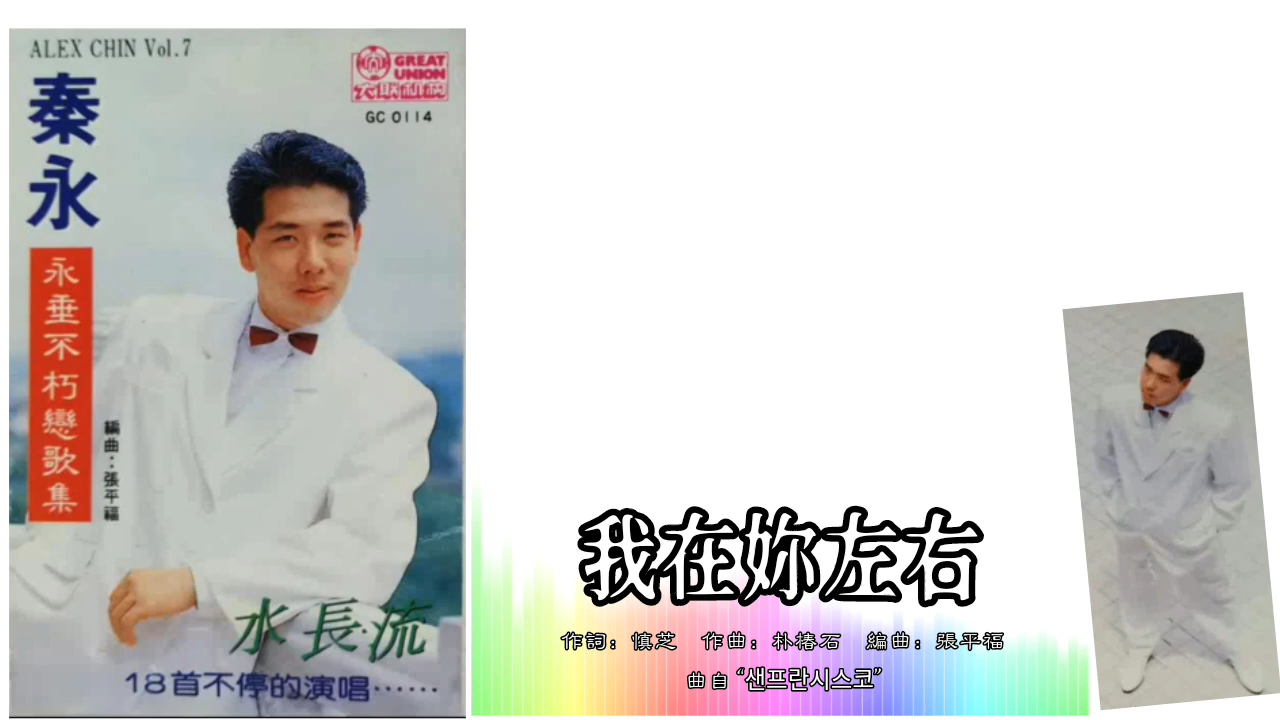 ALEX CHIN Vol.7
GREAT
UNION
GC 0114
秦永
永垂不朽戀歌集
編曲：張平福
水長流
18首不停的演唱……
我在妳左右
作詞：慎芝 作曲：朴椿石 編曲：張平福
曲自 “샌프란시스코”